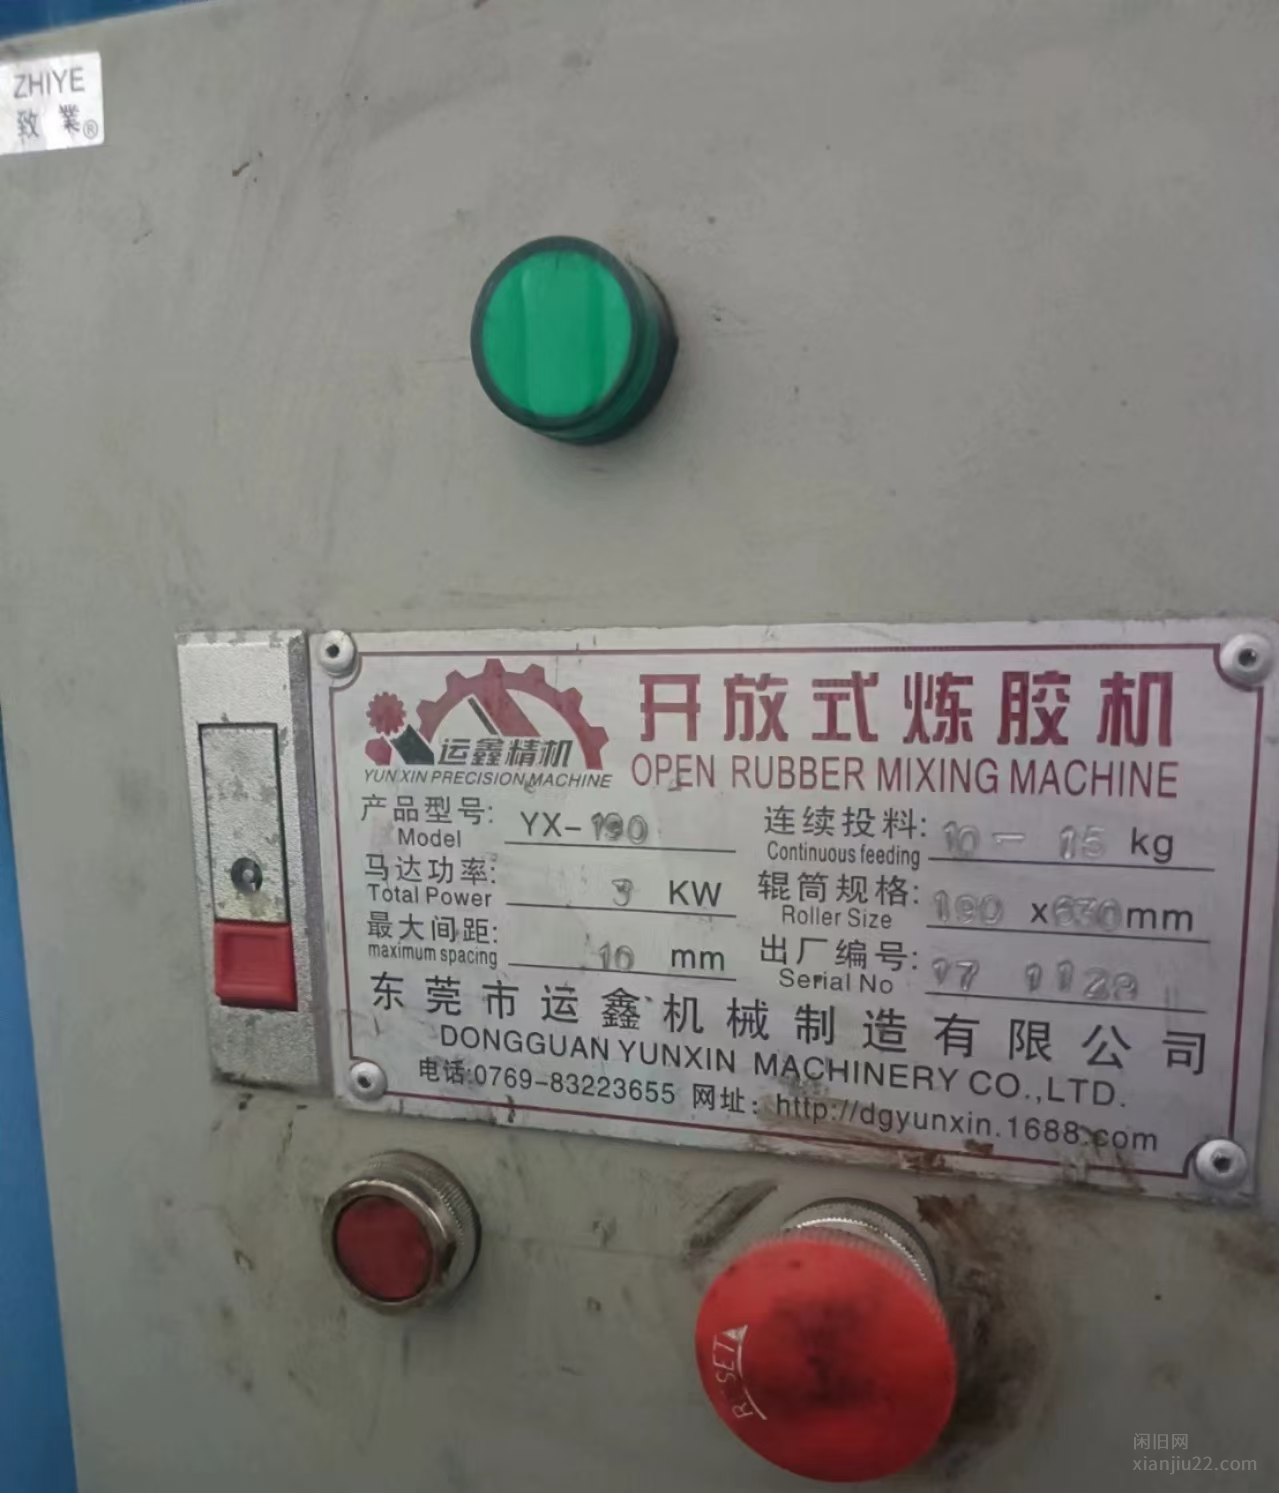 ZHIYE
致業®
运鑫精机
YUN XIN PRECISION MACHINE
开放式炼胶机
OPEN RUBBER MIXING MACHINE
产品型号: YX-190
Model
连续投料: 10 — 15 kg
Continuous feeding
马达功率: 3 KW
Total Power
辊筒规格: 190 x630mm
Roller Size
最大间距: 10 mm
maximum spacing
出厂编号: 17
Serial No
东莞市运鑫机械制造有限公司
DONGGUAN YUNXIN MACHINERY CO.,LTD.
电话:0769-83223655 网址: http://dgyunxin.1688.com
闲旧网
xianjiu22.com